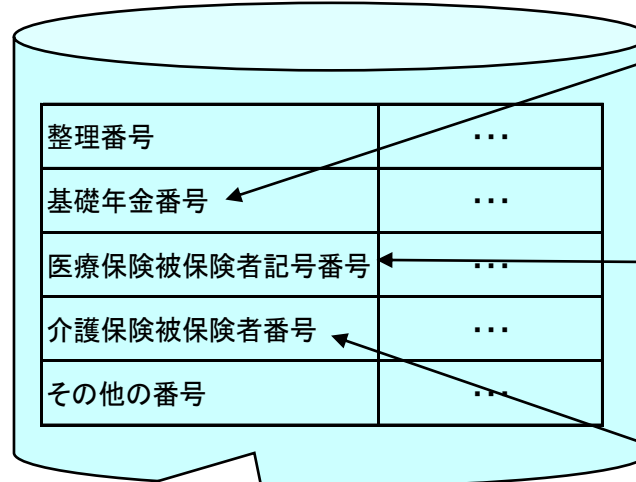 整理番号 ･･･
基礎年金番号 ･･･
医療保険被保険者記号番号 ･･･
介護保険被保険者番号 ･･･
その他の番号 ･･･